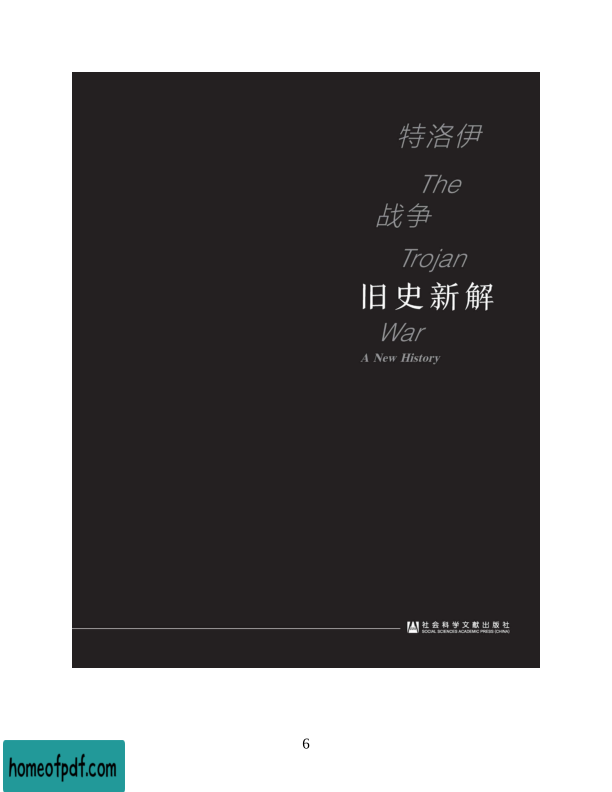 特洛伊
The
战争
Trojan
旧史新解
War
A New History
社会科学文献出版社
SOCIAL SCIENCES ACADEMIC PRESS (CHINA)
6
homeofpdf.com